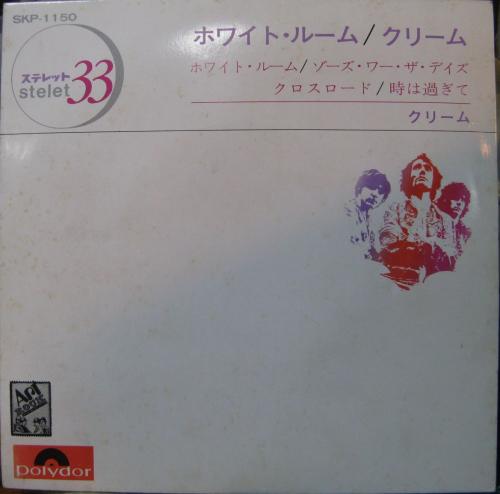 SKP-1150
ステレット
stelet 33
ホワイト・ルーム / クリーム
ホワイト・ルーム / ゾーズ・ワー・ザ・デイズ
クロスロード / 時は過ぎて
クリーム
Art
ROCK
Polydor